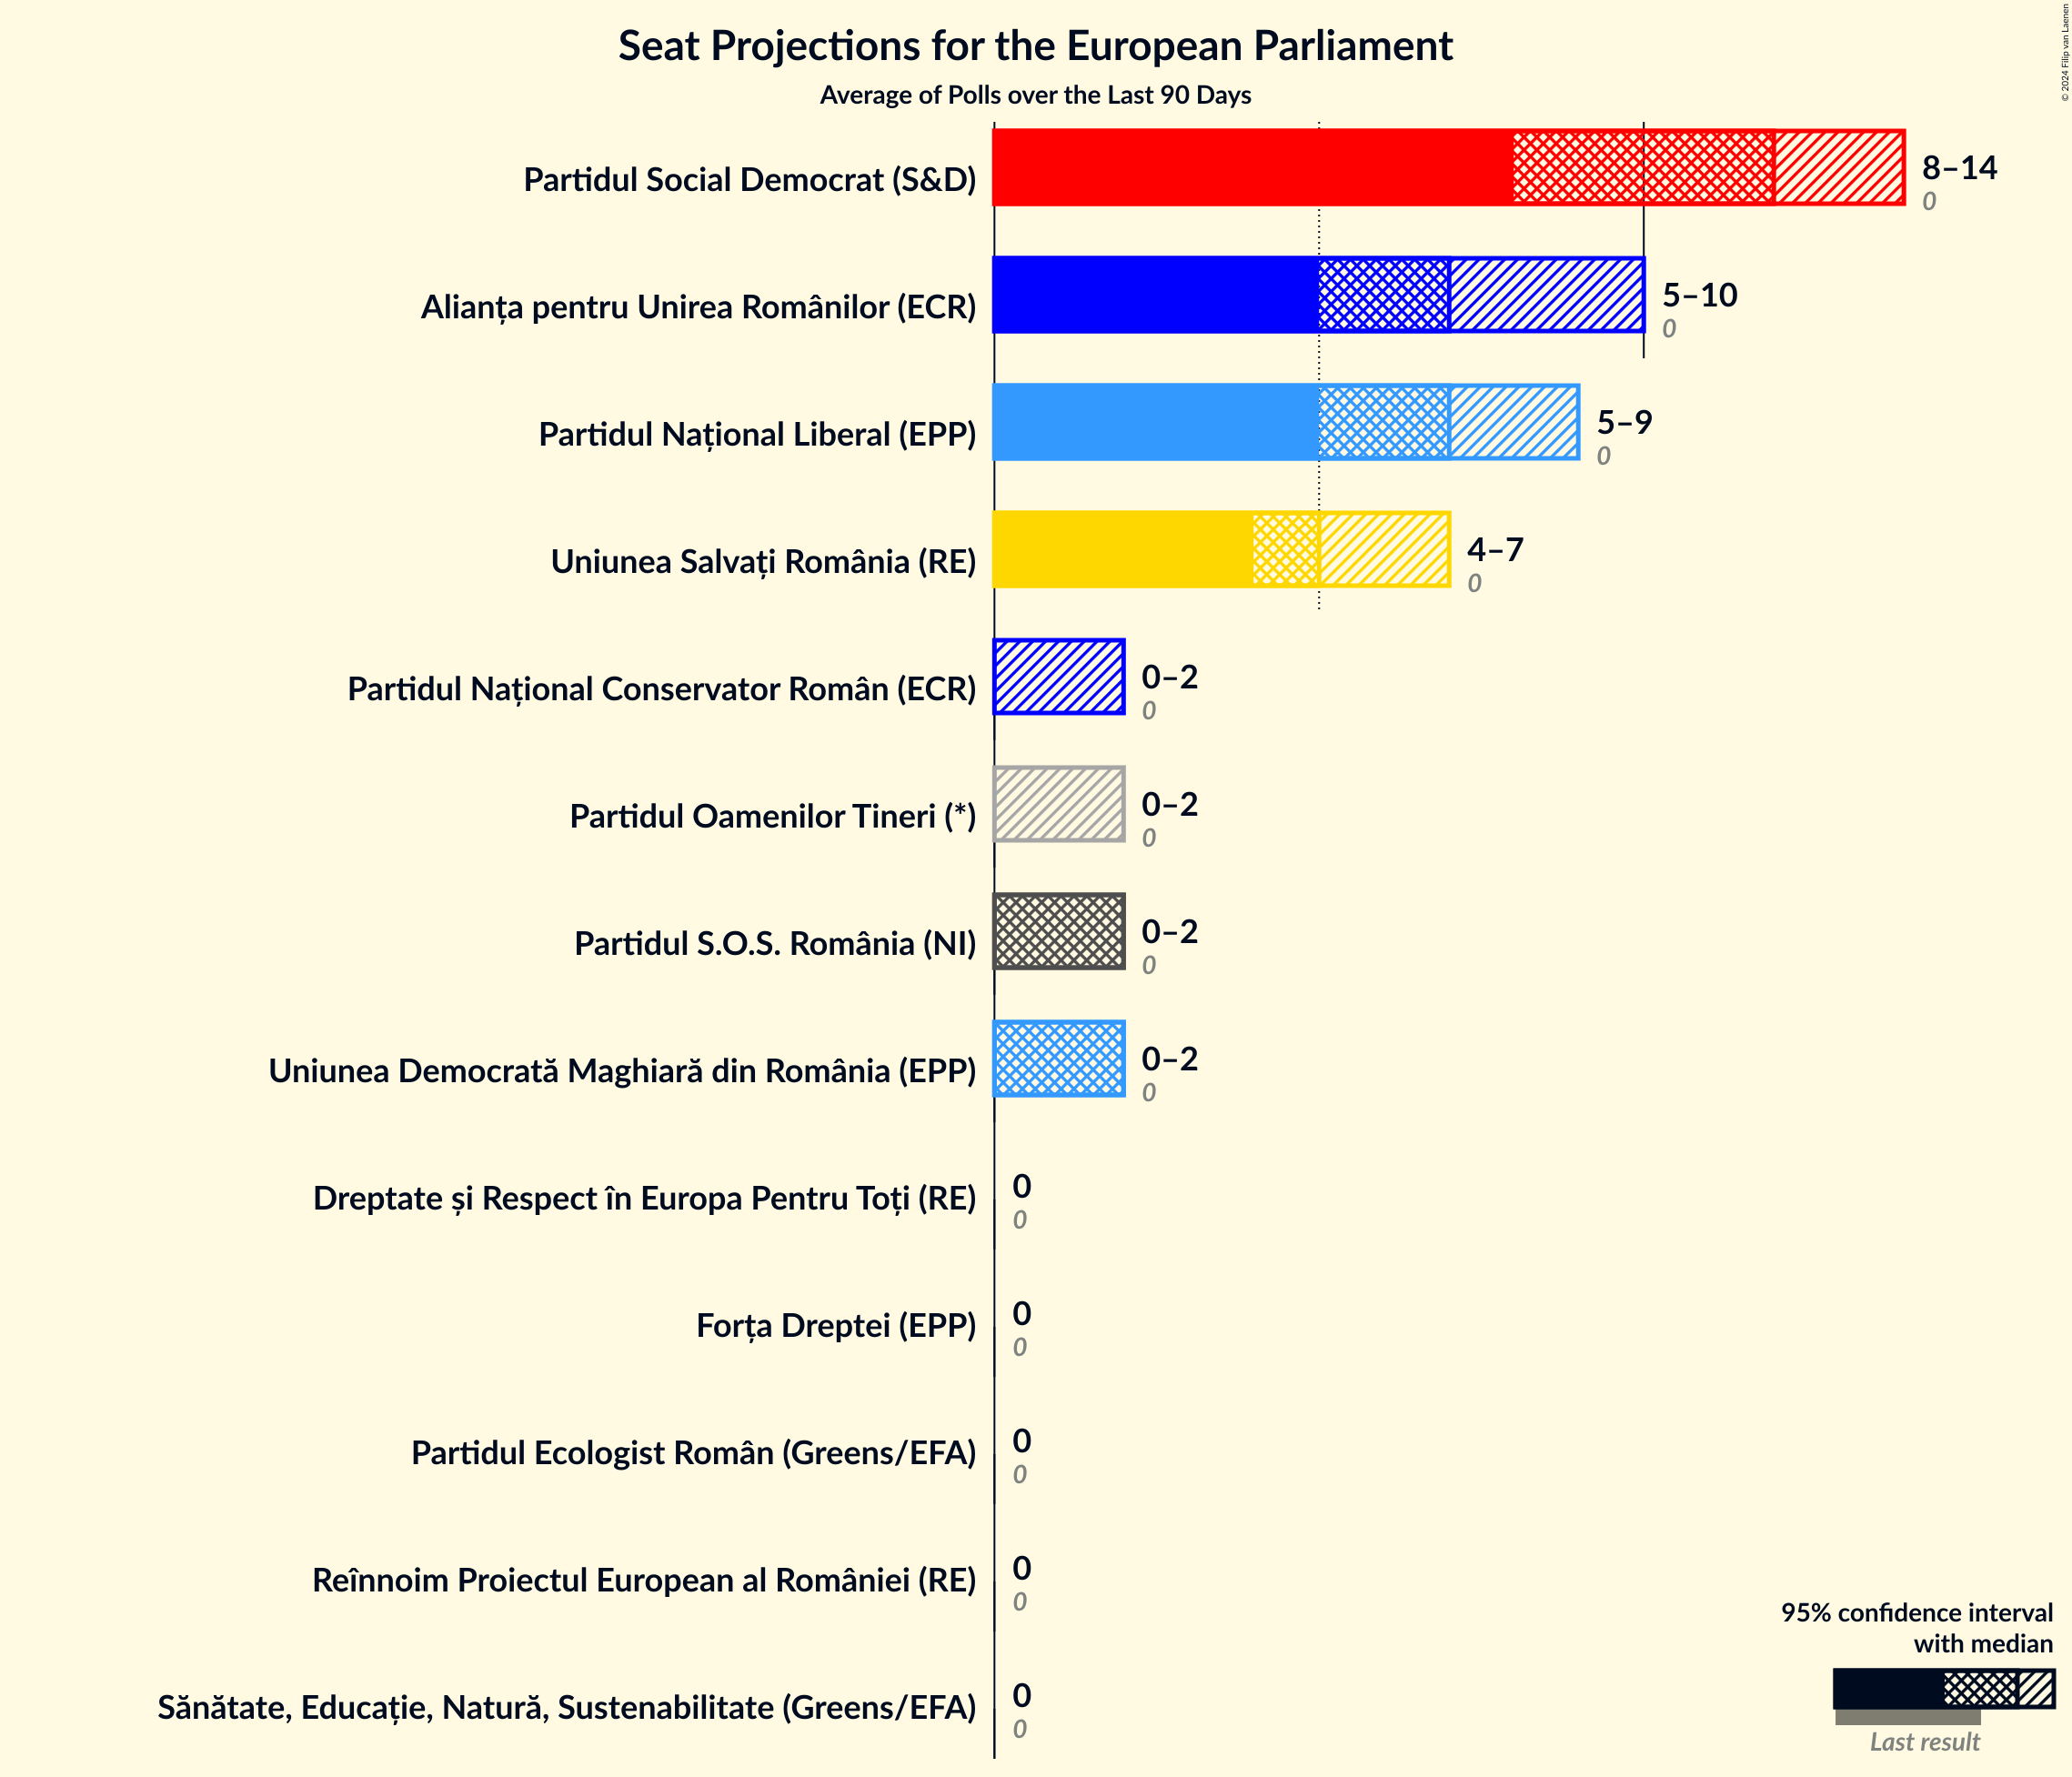 Seat Projections for the European Parliament
Average of Polls over the Last 90 Days
© 2024 Filip van Laenen
Partidul Social Democrat (S&D)
8–14
0
Alianța pentru Unirea Românilor (ECR)
5–10
0
Partidul Național Liberal (EPP)
5–9
0
Uniunea Salvați România (RE)
4–7
0
Partidul Național Conservator Român (ECR)
0–2
0
Partidul Oamenilor Tineri (*)
0–2
0
Partidul S.O.S. România (NI)
0–2
0
Uniunea Democrată Maghiară din România (EPP)
0–2
0
Dreptate și Respect în Europa Pentru Toți (RE)
0
0
Forța Dreptei (EPP)
0
0
Partidul Ecologist Român (Greens/EFA)
0
0
Reînnoim Proiectul European al României (RE)
0
0
Sănătate, Educație, Natură, Sustenabilitate (Greens/EFA)
0
0
95% confidence interval
with median
Last result